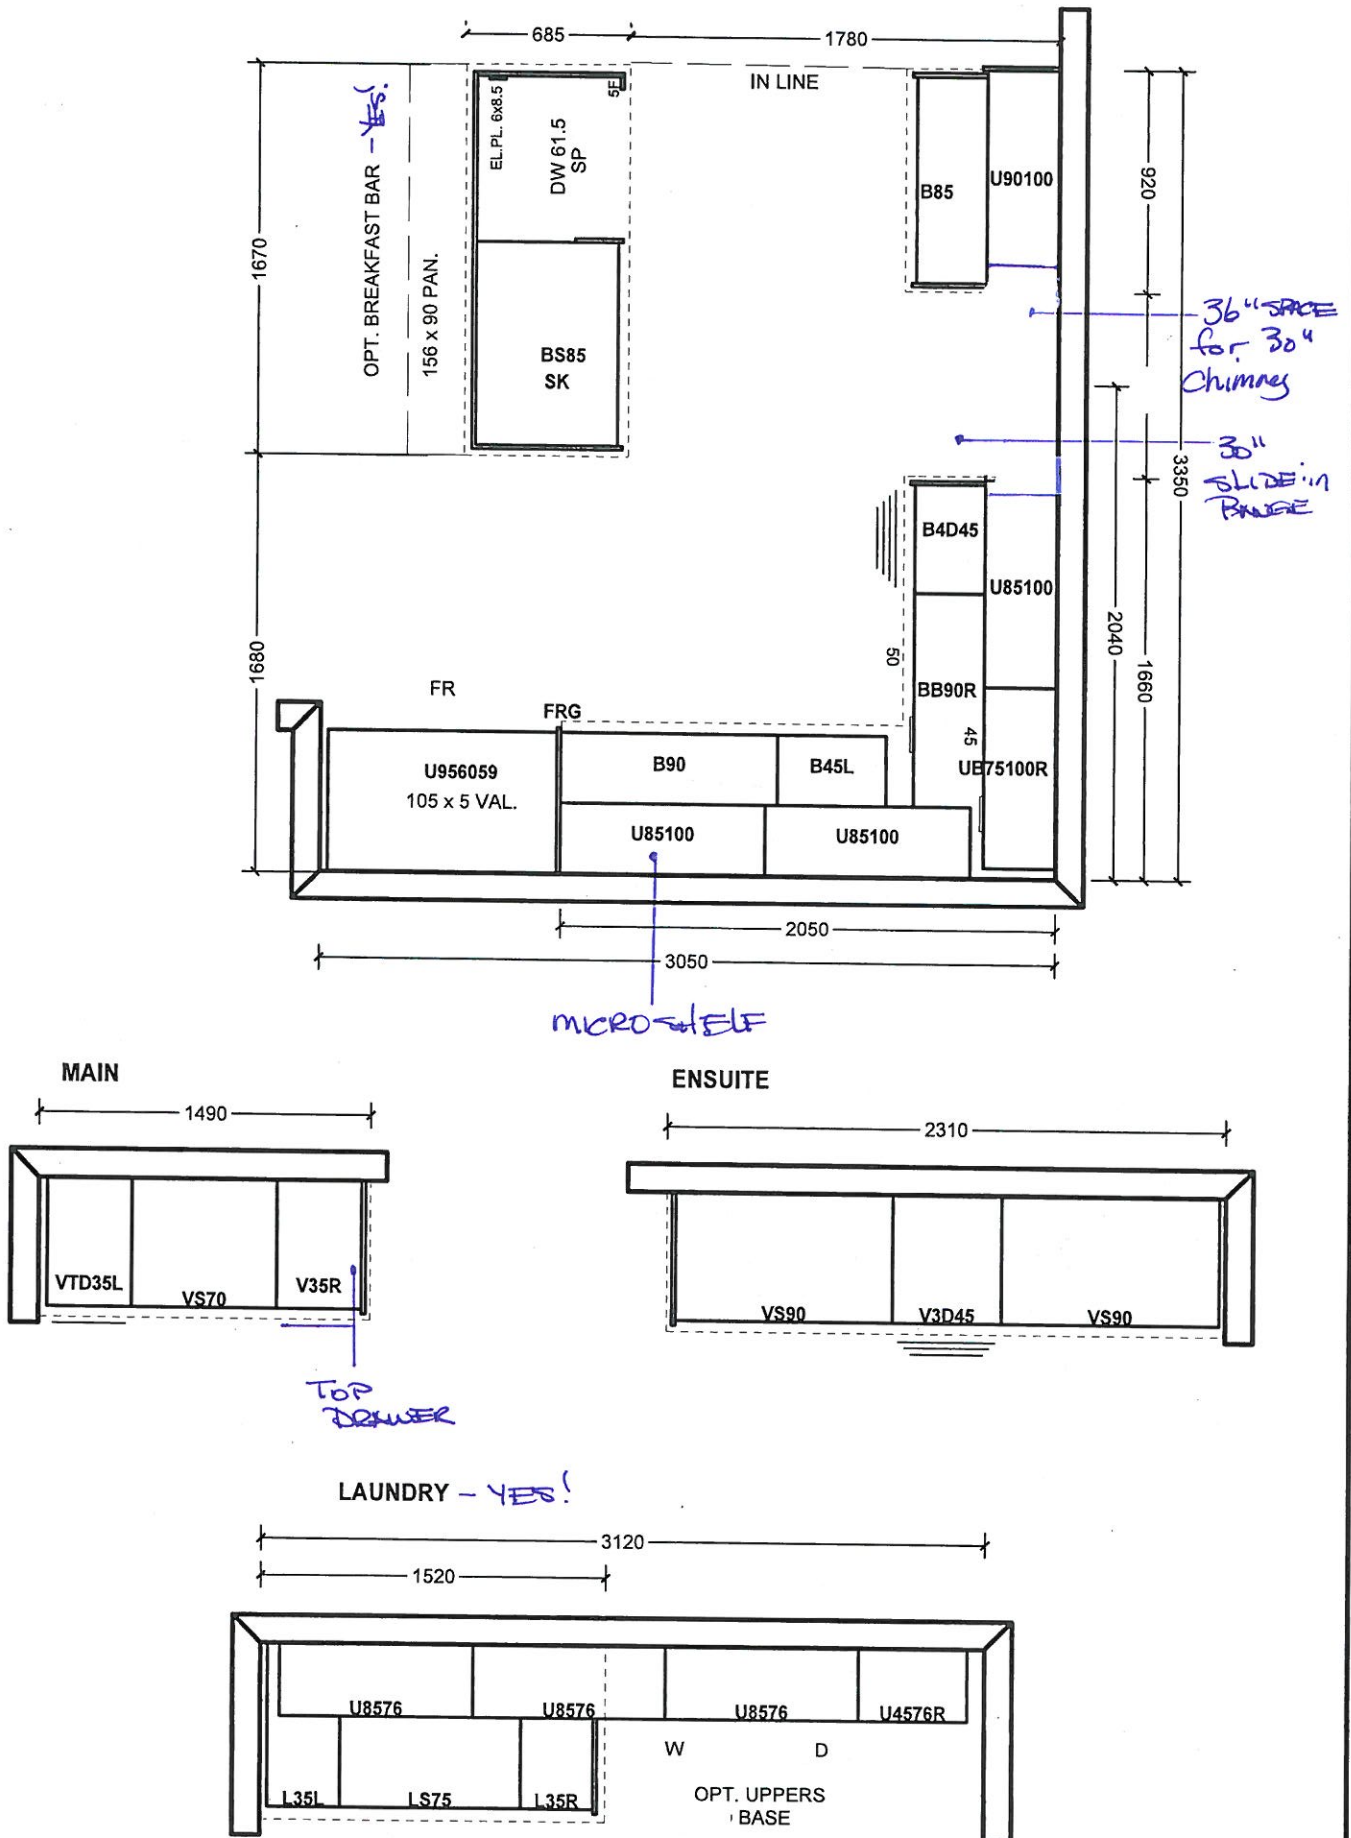 685
1780
IN LINE
OPT. BREAKFAST BAR - YES!
156 x 90 PAN.
EL.PL. 6x8.5
5F
DW 61.5
SP
B85
U90100
920
1670
BS85
SK
36" SPACE
for 30"
Chimney
30"
SLIDE-in
RANGE
3350
B4D45
U85100
2040
1660
50
1680
BB90R
45
UB75100R
FR
FRG
U956059
105 x 5 VAL.
B90
B45L
U85100
U85100
2050
3050
MICRO SHELF
MAIN
1490
VTD35L
VS70
V35R
TOP
DRAWER
ENSUITE
2310
VS90
V3D45
VS90
LAUNDRY - YES!
3120
1520
U8576
U8576
U8576
U4576R
W
D
L35L
LS75
L35R
OPT. UPPERS
BASE